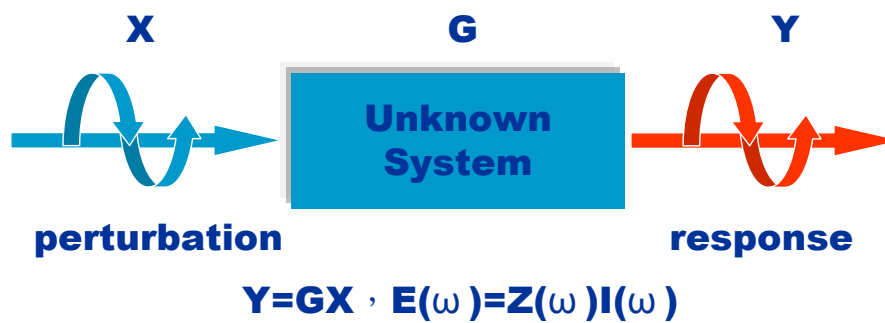 X G Y
Unknown
System
perturbation response
Y=GX，E(ω)=Z(ω)I(ω)